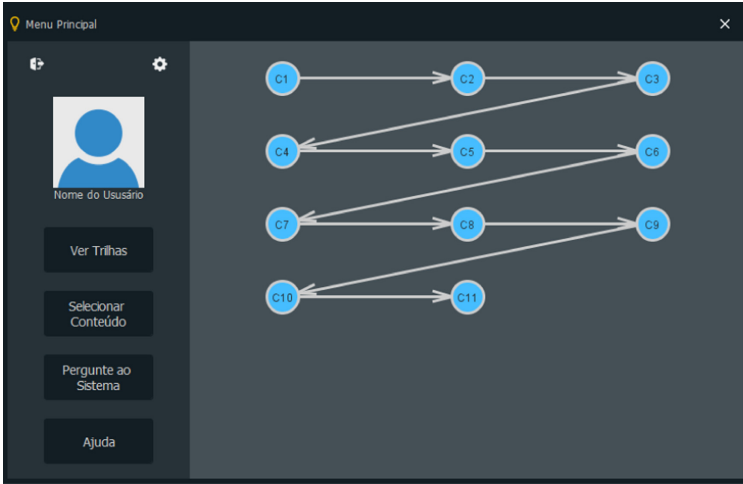 Menu Principal
Nome do Ususário
Ver Trilhas
Selecionar
Conteúdo
Pergunte ao
Sistema
Ajuda
C1
C2
C3
C4
C5
C6
C7
C8
C9
C10
C11